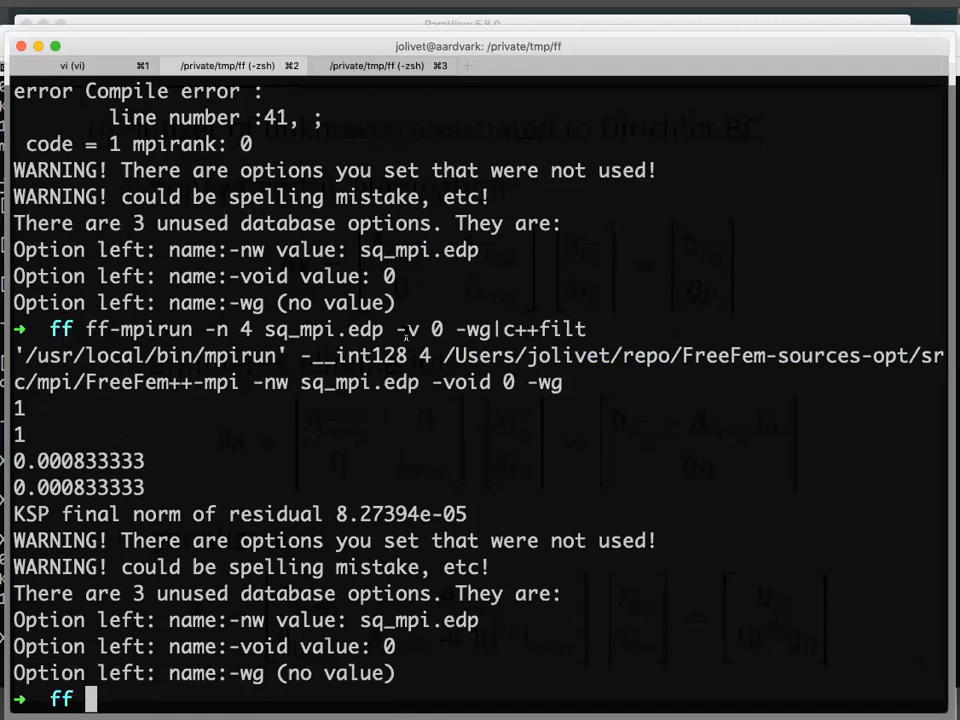 ParaView 5.8.0
jolivet@aardvark: /private/tmp/ff
vi (vi) ⌘1 /private/tmp/ff (-zsh) ⌘2 /private/tmp/ff (-zsh) ⌘3 +
error Compile error :
line number :41, ;
code = 1 mpirank: 0
WARNING! There are options you set that were not used!
WARNING! could be spelling mistake, etc!
There are 3 unused database options. They are:
Option left: name:-nw value: sq_mpi.edp
Option left: name:-void value: 0
Option left: name:-wg (no value)
➜ ff ff-mpirun -n 4 sq_mpi.edp -v 0 -wg|c++filt
'/usr/local/bin/mpirun' -__int128 4 /Users/jolivet/repo/FreeFem-sources-opt/sr
c/mpi/FreeFem++-mpi -nw sq_mpi.edp -void 0 -wg
1
1
0.000833333
0.000833333
KSP final norm of residual 8.27394e-05
WARNING! There are options you set that were not used!
WARNING! could be spelling mistake, etc!
There are 3 unused database options. They are:
Option left: name:-nw value: sq_mpi.edp
Option left: name:-void value: 0
Option left: name:-wg (no value)
➜ ff